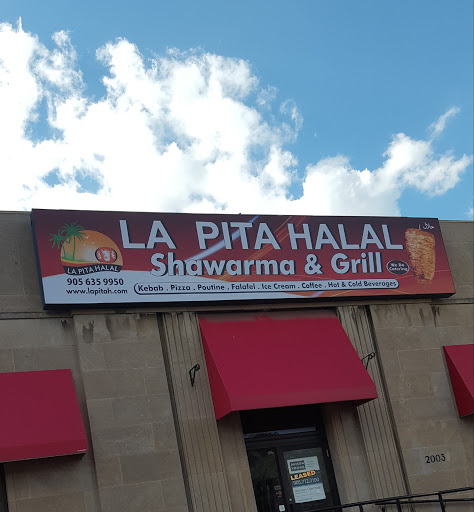 LA PITA HALAL
حلال
Shawarma & Grill
We Do
Catering
LA PITA HALAL
905 635 9950
www.lapitah.com
Kebab . Pizza . Poutine . Falafel . Ice Cream . Coffee . Hot & Cold Beverages
LEASED
2003